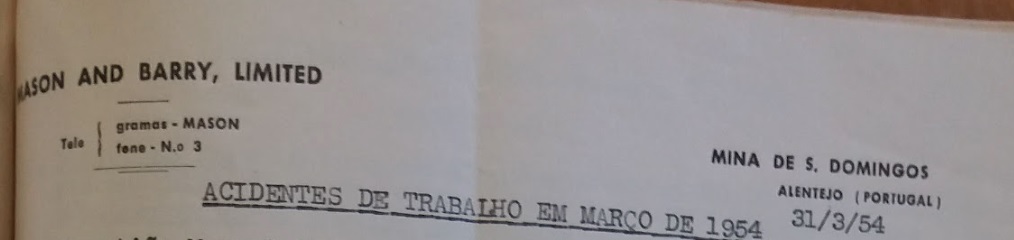 MASON AND BARRY, LIMITED
Tele { gramas - MASON
fone - N.o 3
MINA DE S. DOMINGOS
ALENTEJO (PORTUGAL)
31/3/54
ACIDENTES DE TRABALHO EM MARÇO DE 1954